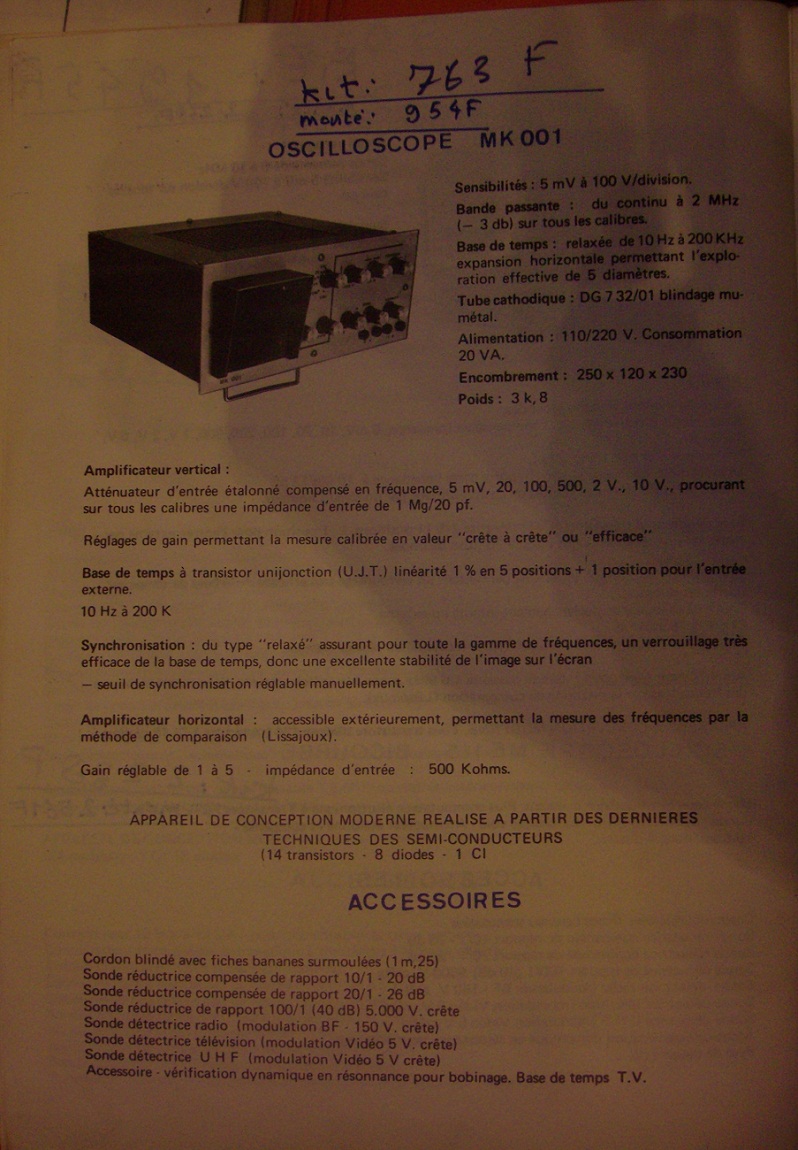 kit: 763 F
monté: 954F
OSCILLOSCOPE MK 001
Sensibilités : 5 mV à 100 V/division.
Bande passante : du continu à 2 MHz
(— 3 db) sur tous les calibres.
Base de temps : relaxée de 10 Hz à 200 KHz
expansion horizontale permettant l'explo-
ration effective de 5 diamètres.
Tube cathodique : DG 7 32/01 blindage mu-
métal.
Alimentation : 110/220 V. Consommation
20 VA.
Encombrement : 250 x 120 x 230
Poids : 3 k, 8
Amplificateur vertical :
Atténuateur d'entrée étalonné compensé en fréquence, 5 mV, 20, 100, 500, 2 V., 10 V., procurant
sur tous les calibres une impédance d'entrée de 1 Mg/20 pf.
Réglages de gain permettant la mesure calibrée en valeur "crête à crête" ou "efficace"
Base de temps à transistor unijonction (U.J.T.) linéarité 1 % en 5 positions + 1 position pour l'entrée
externe.
10 Hz à 200 K
Synchronisation : du type "relaxé" assurant pour toute la gamme de fréquences, un verrouillage très
efficace de la base de temps, donc une excellente stabilité de l'image sur l'écran
— seuil de synchronisation réglable manuellement.
Amplificateur horizontal : accessible extérieurement, permettant la mesure des fréquences par la
méthode de comparaison (Lissajoux).
Gain réglable de 1 à 5 - impédance d'entrée : 500 Kohms.
APPAREIL DE CONCEPTION MODERNE REALISE A PARTIR DES DERNIERES
TECHNIQUES DES SEMI-CONDUCTEURS
(14 transistors - 8 diodes - 1 CI
ACCESSOIRES
Cordon blindé avec fiches bananes surmoulées (1 m,25)
Sonde réductrice compensée de rapport 10/1 - 20 dB
Sonde réductrice compensée de rapport 20/1 - 26 dB
Sonde réductrice de rapport 100/1 (40 dB) 5.000 V. crête
Sonde détectrice radio (modulation BF - 150 V. crête)
Sonde détectrice télévision (modulation Vidéo 5 V. crête)
Sonde détectrice U H F (modulation Vidéo 5 V crête)
Accessoire - vérification dynamique en résonnance pour bobinage. Base de temps T.V.